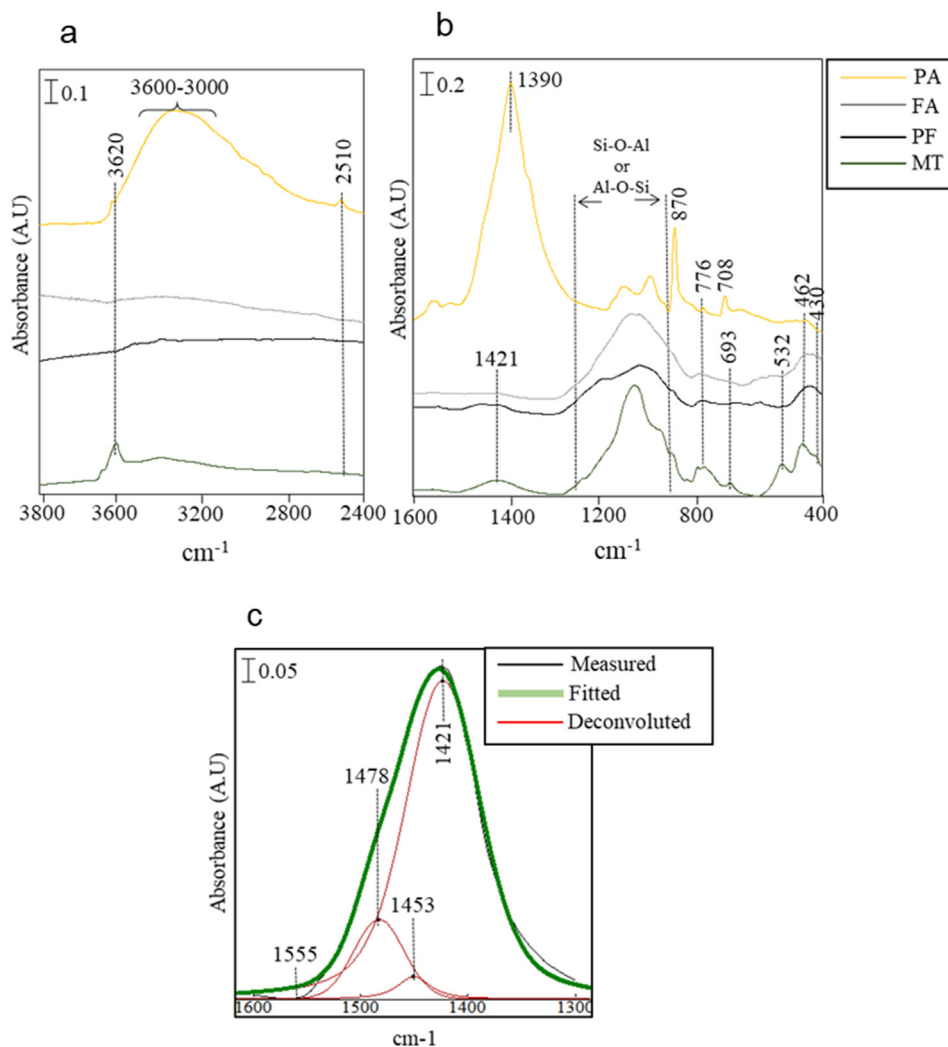 a
0.1
3600-3000
3620
2510
Absorbance (A.U)
3800
3600
3200
2800
2400
cm-1
b
0.2
1390
Si-O-Al
or
Al-O-Si
870
776
708
462
430
1421
693
532
Absorbance (A.U)
1600
1400
1200
800
400
cm-1
PA
FA
PF
MT
c
0.05
Measured
Fitted
Deconvoluted
1421
1478
1453
1555
Absorbance (A.U)
1600
1500
1400
1300
cm-1